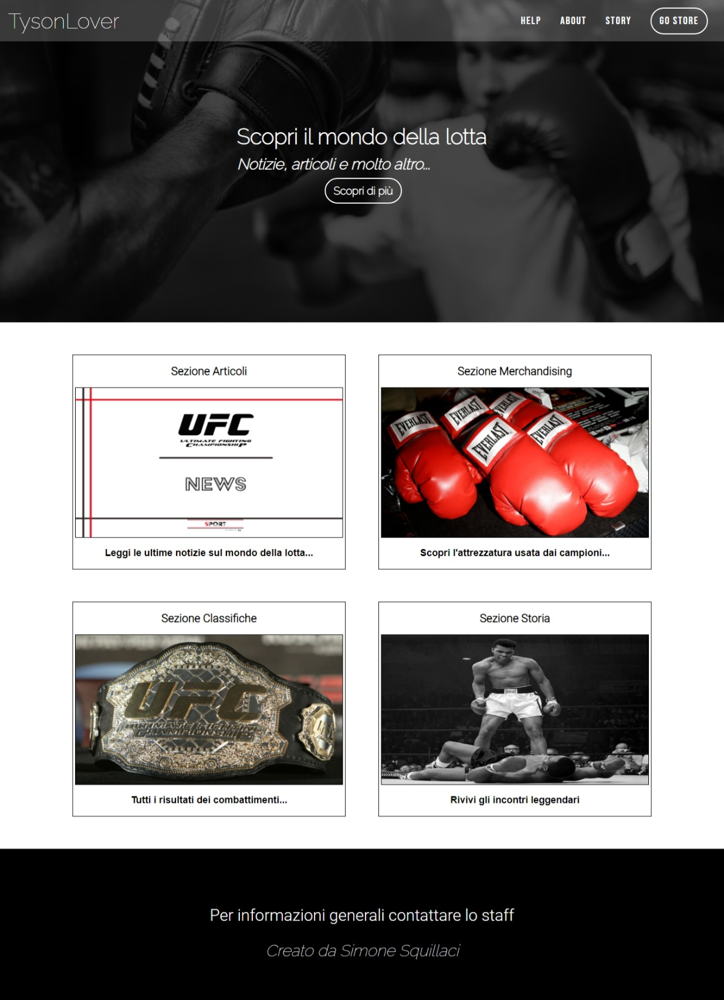 TysonLover
HELP ABOUT STORY GO STORE
Scopri il mondo della lotta
Notizie, articoli e molto altro...
Scopri di più
Sezione Articoli
UFC
ULTIMATE FIGHTING
CHAMPIONSHIP
NEWS
SPORT
Leggi le ultime notizie sul mondo della lotta...
Sezione Merchandising
EVERLAST
EVERLAST
EVERLAST
EVERLAST
EVERLAST
Scopri l'attrezzatura usata dai campioni...
Sezione Classifiche
UFC
ULTIMATE FIGHTING
CHAMPIONSHIP
Tutti i risultati dei combattimenti...
Sezione Storia
EVERLAST
Rivivi gli incontri leggendari
Per informazioni generali contattare lo staff
Creato da Simone Squillaci